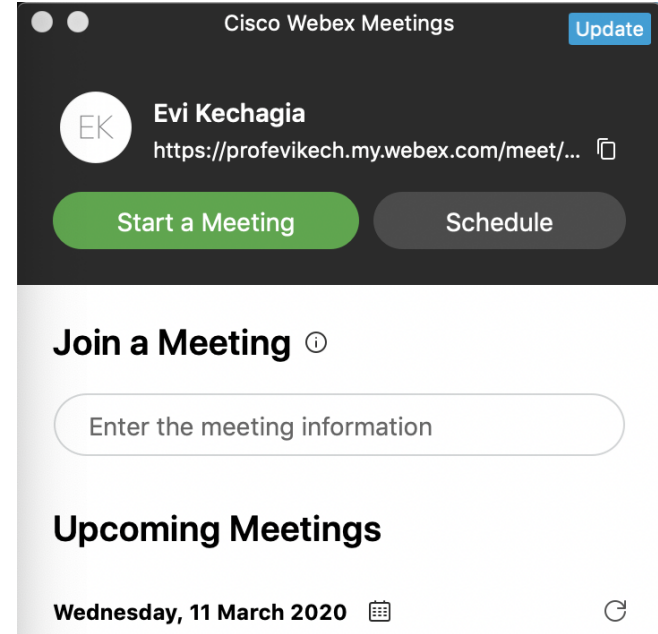 Cisco Webex Meetings
Update
EK
Evi Kechagia
https://profevikech.my.webex.com/meet/...
Start a Meeting
Schedule
Join a Meeting
Enter the meeting information
Upcoming Meetings
Wednesday, 11 March 2020